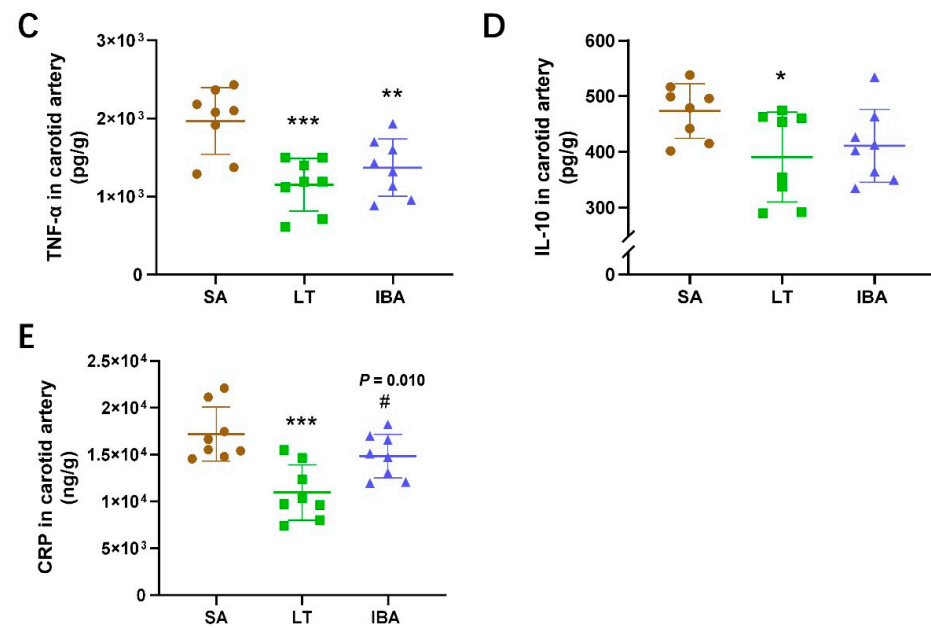 C
TNF-α in carotid artery
(pg/g)
3×10³
2×10³
1×10³
0
***
**
SA LT IBA
D
IL-10 in carotid artery
(pg/g)
600
500
400
300
0
*
SA LT IBA
E
CRP in carotid artery
(ng/g)
2.5×10⁴
2×10⁴
1.5×10⁴
1×10⁴
5×10³
0
***
P = 0.010
#
SA LT IBA